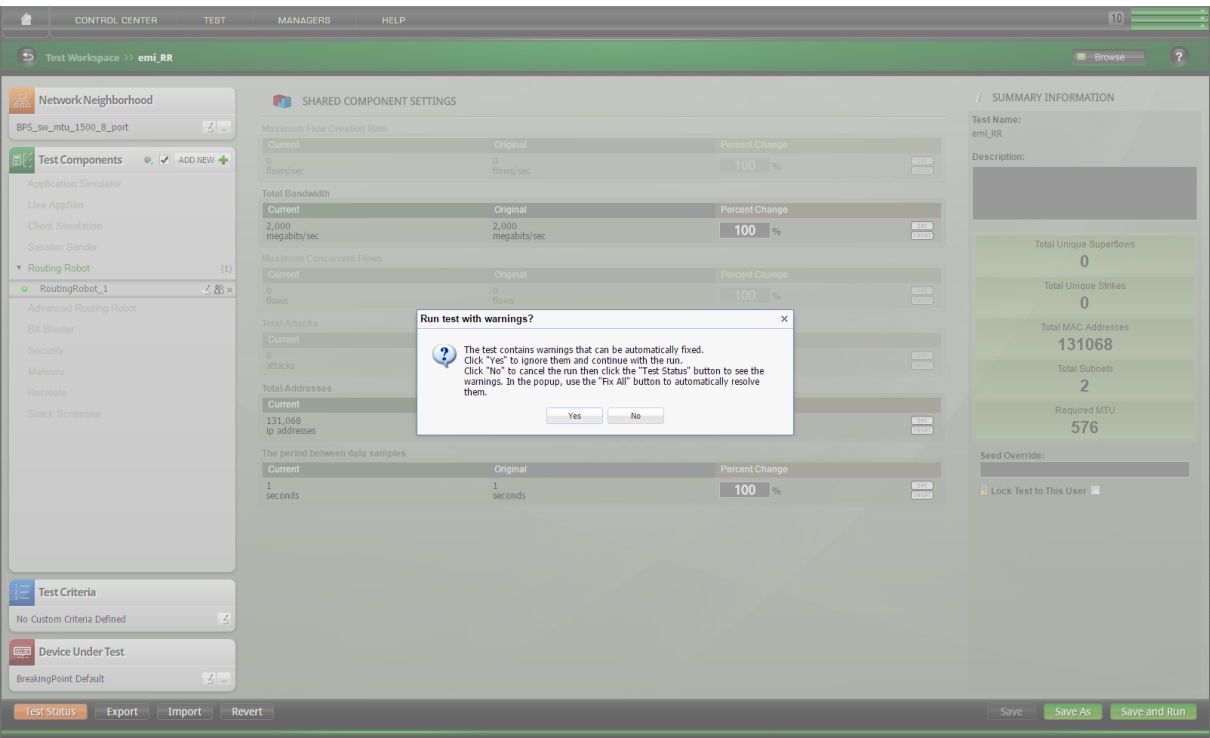 CONTROL CENTER TEST MANAGERS HELP 10
Test Workspace >> emi_RR Browse ?
Network Neighborhood
BPS_sw_mtu_1500_8_port
Test Components ADD NEW
Application Simulator
Live AppSim
Client Simulation
Session Sender
Routing Robot (1)
RoutingRobot_1
Advanced Routing Robot
Bit Blaster
Security
Malware
Recreate
Stack Scrambler
Test Criteria
No Custom Criteria Defined
Device Under Test
BreakingPoint Default
SHARED COMPONENT SETTINGS
Maximum Flow Creation Rate
Current Original Percent Change
0 0 100 %
flows/sec flows/sec
Total Bandwidth
Current Original Percent Change
2,000 2,000 100 %
megabits/sec megabits/sec
Maximum Concurrent Flows
Current Original Percent Change
0 0 100 %
flows flows
Total Attacks
Current
0
attacks
Total Addresses
Current
131,068
ip addresses
The period between data samples
Current Original Percent Change
1 1 100 %
seconds seconds
Run test with warnings? x
The test contains warnings that can be automatically fixed.
Click "Yes" to ignore them and continue with the run.
Click "No" to cancel the run then click the "Test Status" button to see the
warnings. In the popup, use the "Fix All" button to automatically resolve
them.
Yes No
SUMMARY INFORMATION
Test Name:
emi_RR
Description:
Total Unique Superflows
0
Total Unique Strikes
0
Total MAC Addresses
131068
Total Subnets
2
Required MTU
576
Seed Override:
Lock Test to This User
Test Status Export Import Revert Save Save As Save and Run